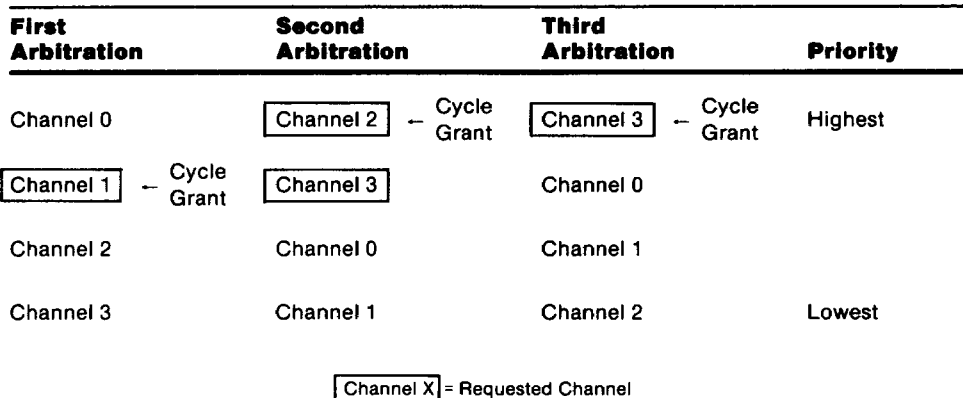 First Arbitration Second Arbitration Third Arbitration Priority
Channel 0 Channel 2 ← Cycle Grant Channel 3 ← Cycle Grant Highest
Channel 1 ← Cycle Grant Channel 3 Channel 0
Channel 2 Channel 0 Channel 1
Channel 3 Channel 1 Channel 2 Lowest
Channel X = Requested Channel